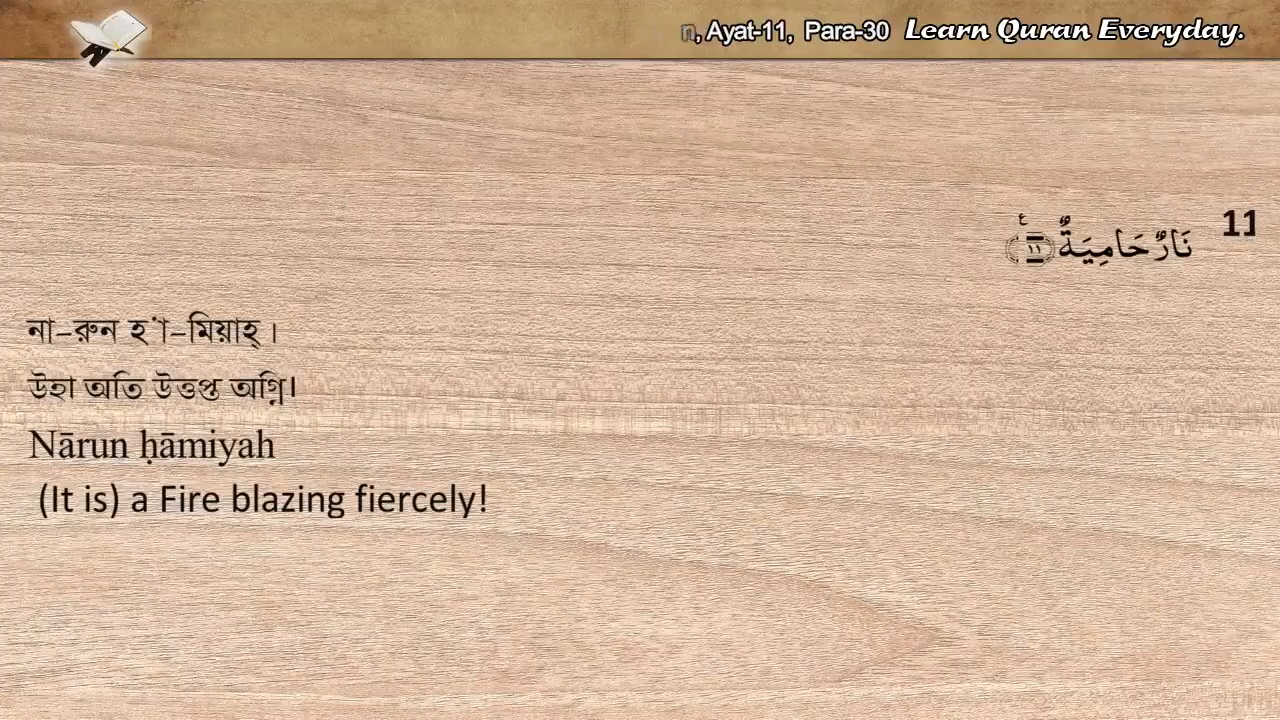 , Ayat-11, Para-30 Learn Quran Everyday.
11
نَارٌ حَامِيَةٌ ﴿١١﴾ ع
না–রুন হা–মিয়াহ্।
উহা অতি উত্তপ্ত অগ্নি।
Nārun ḥāmiyah
(It is) a Fire blazing fiercely!